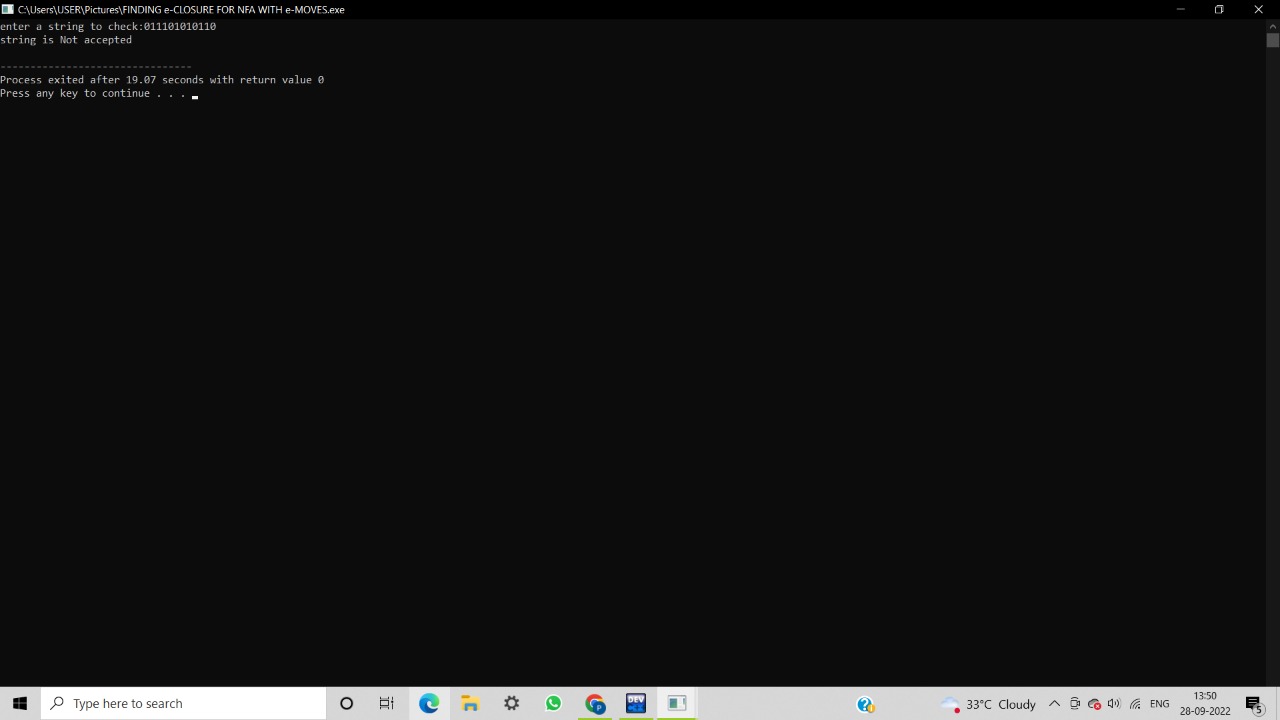 C:\Users\USER\Pictures\FINDING e-CLOSURE FOR NFA WITH e-MOVES.exe
enter a string to check:011101010110
string is Not accepted
--------------------------------
Process exited after 19.07 seconds with return value 0
Press any key to continue . . .
Type here to search
DEV
P
33°C Cloudy
ENG
13:50
28-09-2022
5